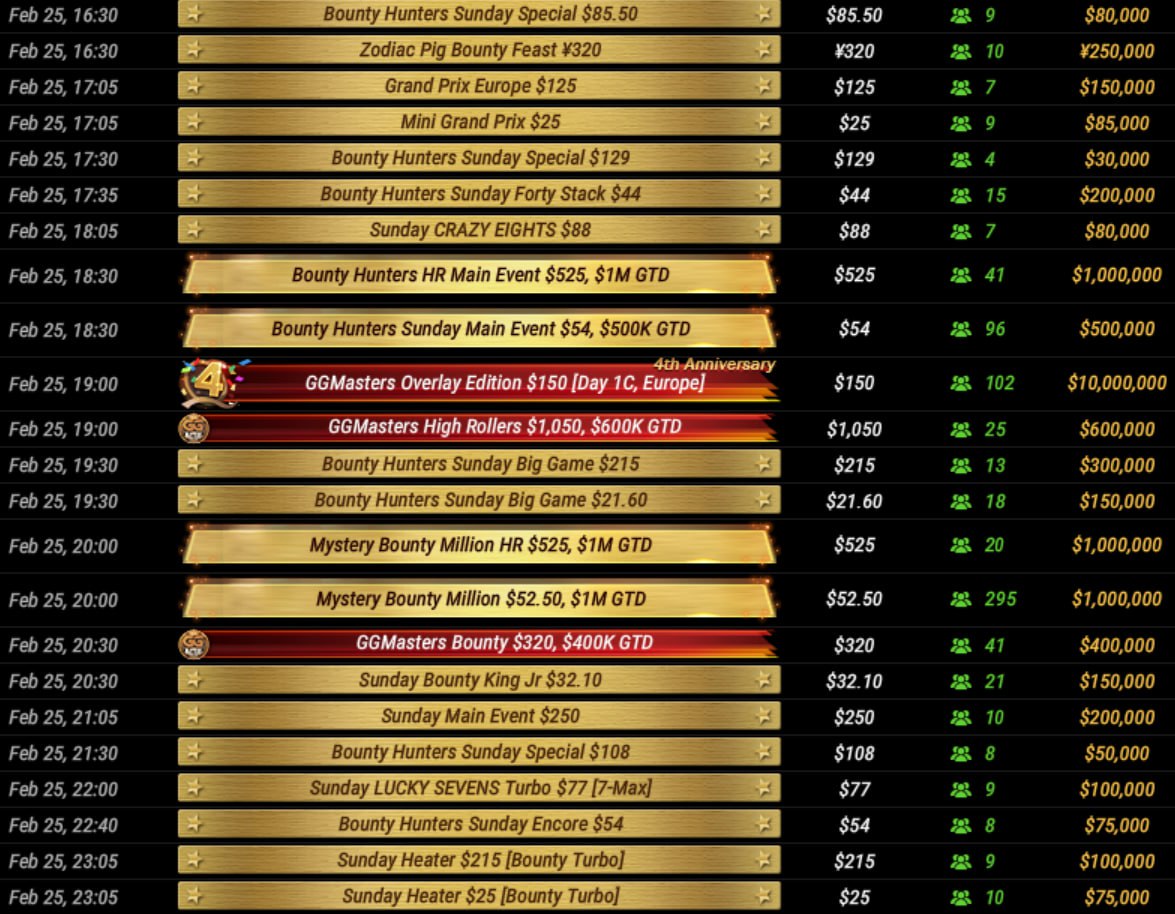 Feb 25, 16:30 Bounty Hunters Sunday Special $85.50 $85.50 9 $80,000
Feb 25, 16:30 Zodiac Pig Bounty Feast ¥320 ¥320 10 ¥250,000
Feb 25, 17:05 Grand Prix Europe $125 $125 7 $150,000
Feb 25, 17:05 Mini Grand Prix $25 $25 9 $85,000
Feb 25, 17:30 Bounty Hunters Sunday Special $129 $129 4 $30,000
Feb 25, 17:35 Bounty Hunters Sunday Forty Stack $44 $44 15 $200,000
Feb 25, 18:05 Sunday CRAZY EIGHTS $88 $88 7 $80,000
Feb 25, 18:30 Bounty Hunters HR Main Event $525, $1M GTD $525 41 $1,000,000
Feb 25, 18:30 Bounty Hunters Sunday Main Event $54, $500K GTD $54 96 $500,000
4th Anniversary
Feb 25, 19:00 4 GGMasters Overlay Edition $150 [Day 1C, Europe] $150 102 $10,000,000
Feb 25, 19:00 GG GGMasters High Rollers $1,050, $600K GTD $1,050 25 $600,000
Feb 25, 19:30 Bounty Hunters Sunday Big Game $215 $215 13 $300,000
Feb 25, 19:30 Bounty Hunters Sunday Big Game $21.60 $21.60 18 $150,000
Feb 25, 20:00 Mystery Bounty Million HR $525, $1M GTD $525 20 $1,000,000
Feb 25, 20:00 Mystery Bounty Million $52.50, $1M GTD $52.50 295 $1,000,000
Feb 25, 20:30 GG GGMasters Bounty $320, $400K GTD $320 41 $400,000
Feb 25, 20:30 Sunday Bounty King Jr $32.10 $32.10 21 $150,000
Feb 25, 21:05 Sunday Main Event $250 $250 10 $200,000
Feb 25, 21:30 Bounty Hunters Sunday Special $108 $108 8 $50,000
Feb 25, 22:00 Sunday LUCKY SEVENS Turbo $77 [7-Max] $77 9 $100,000
Feb 25, 22:40 Bounty Hunters Sunday Encore $54 $54 8 $75,000
Feb 25, 23:05 Sunday Heater $215 [Bounty Turbo] $215 9 $100,000
Feb 25, 23:05 Sunday Heater $25 [Bounty Turbo] $25 10 $75,000